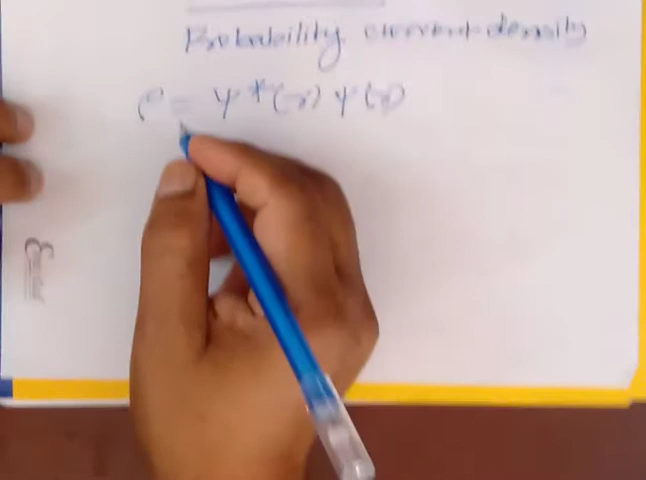 Probability current density
ρ = ψ*(r) ψ(r)